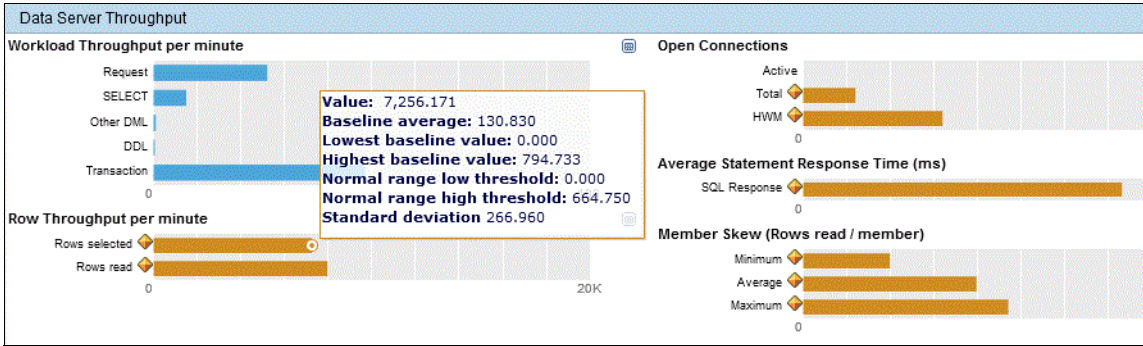 Data Server Throughput
Workload Throughput per minute
Request
SELECT
Other DML
DDL
Transaction
0
Value: 7,256.171
Baseline average: 130.830
Lowest baseline value: 0.000
Highest baseline value: 794.733
Normal range low threshold: 0.000
Normal range high threshold: 664.750
Standard deviation 266.960
Row Throughput per minute
Rows selected
Rows read
0
20K
Open Connections
Active
Total
HWM
0
Average Statement Response Time (ms)
SQL Response
0
Member Skew (Rows read / member)
Minimum
Average
Maximum
0